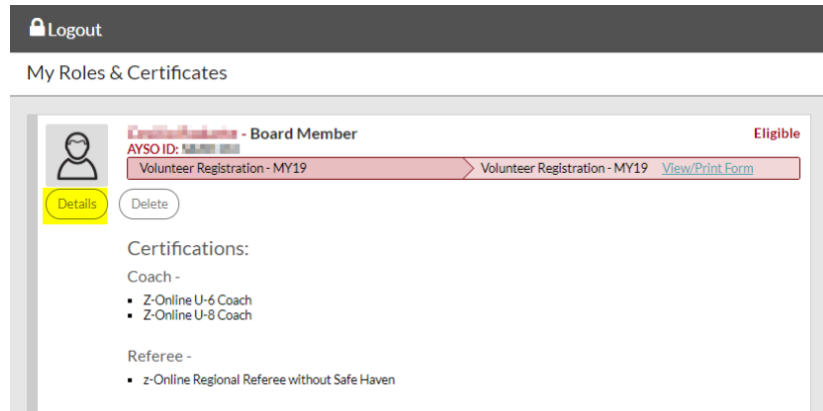 Logout
My Roles & Certificates
- Board Member
Eligible
AYSO ID:
Volunteer Registration - MY19
Volunteer Registration - MY19 View/Print Form
Details
Delete
Certifications:
Coach -
▪ Z-Online U-6 Coach
▪ Z-Online U-8 Coach
Referee -
▪ z-Online Regional Referee without Safe Haven